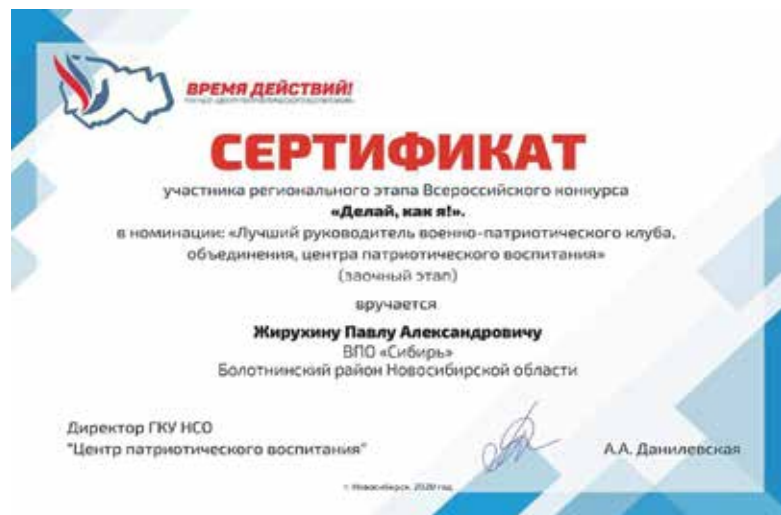 ВРЕМЯ ДЕЙСТВИЙ!
СЕРТИФИКАТ
участника регионального этапа Всероссийского конкурса
«Делай, как я!».
в номинации: «Лучший руководитель военно-патриотического клуба,
объединения, центра патриотического воспитания»
(заочный этап)
вручается
Жирухину Павлу Александровичу
ВПО «Сибирь»
Болотнинский район Новосибирской области
Директор ГКУ НСО
"Центр патриотического воспитания"
А.А. Данилевская
г. Новосибирск, 2020 год